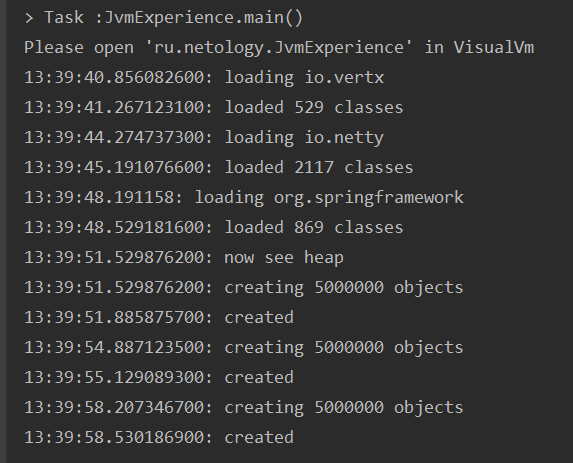 > Task :JvmExperience.main()
Please open 'ru.netology.JvmExperience' in VisualVm
13:39:40.856082600: loading io.vertx
13:39:41.267123100: loaded 529 classes
13:39:44.274737300: loading io.netty
13:39:45.191076600: loaded 2117 classes
13:39:48.191158: loading org.springframework
13:39:48.529181600: loaded 869 classes
13:39:51.529876200: now see heap
13:39:51.529876200: creating 5000000 objects
13:39:51.885875700: created
13:39:54.887123500: creating 5000000 objects
13:39:55.129089300: created
13:39:58.207346700: creating 5000000 objects
13:39:58.530186900: created